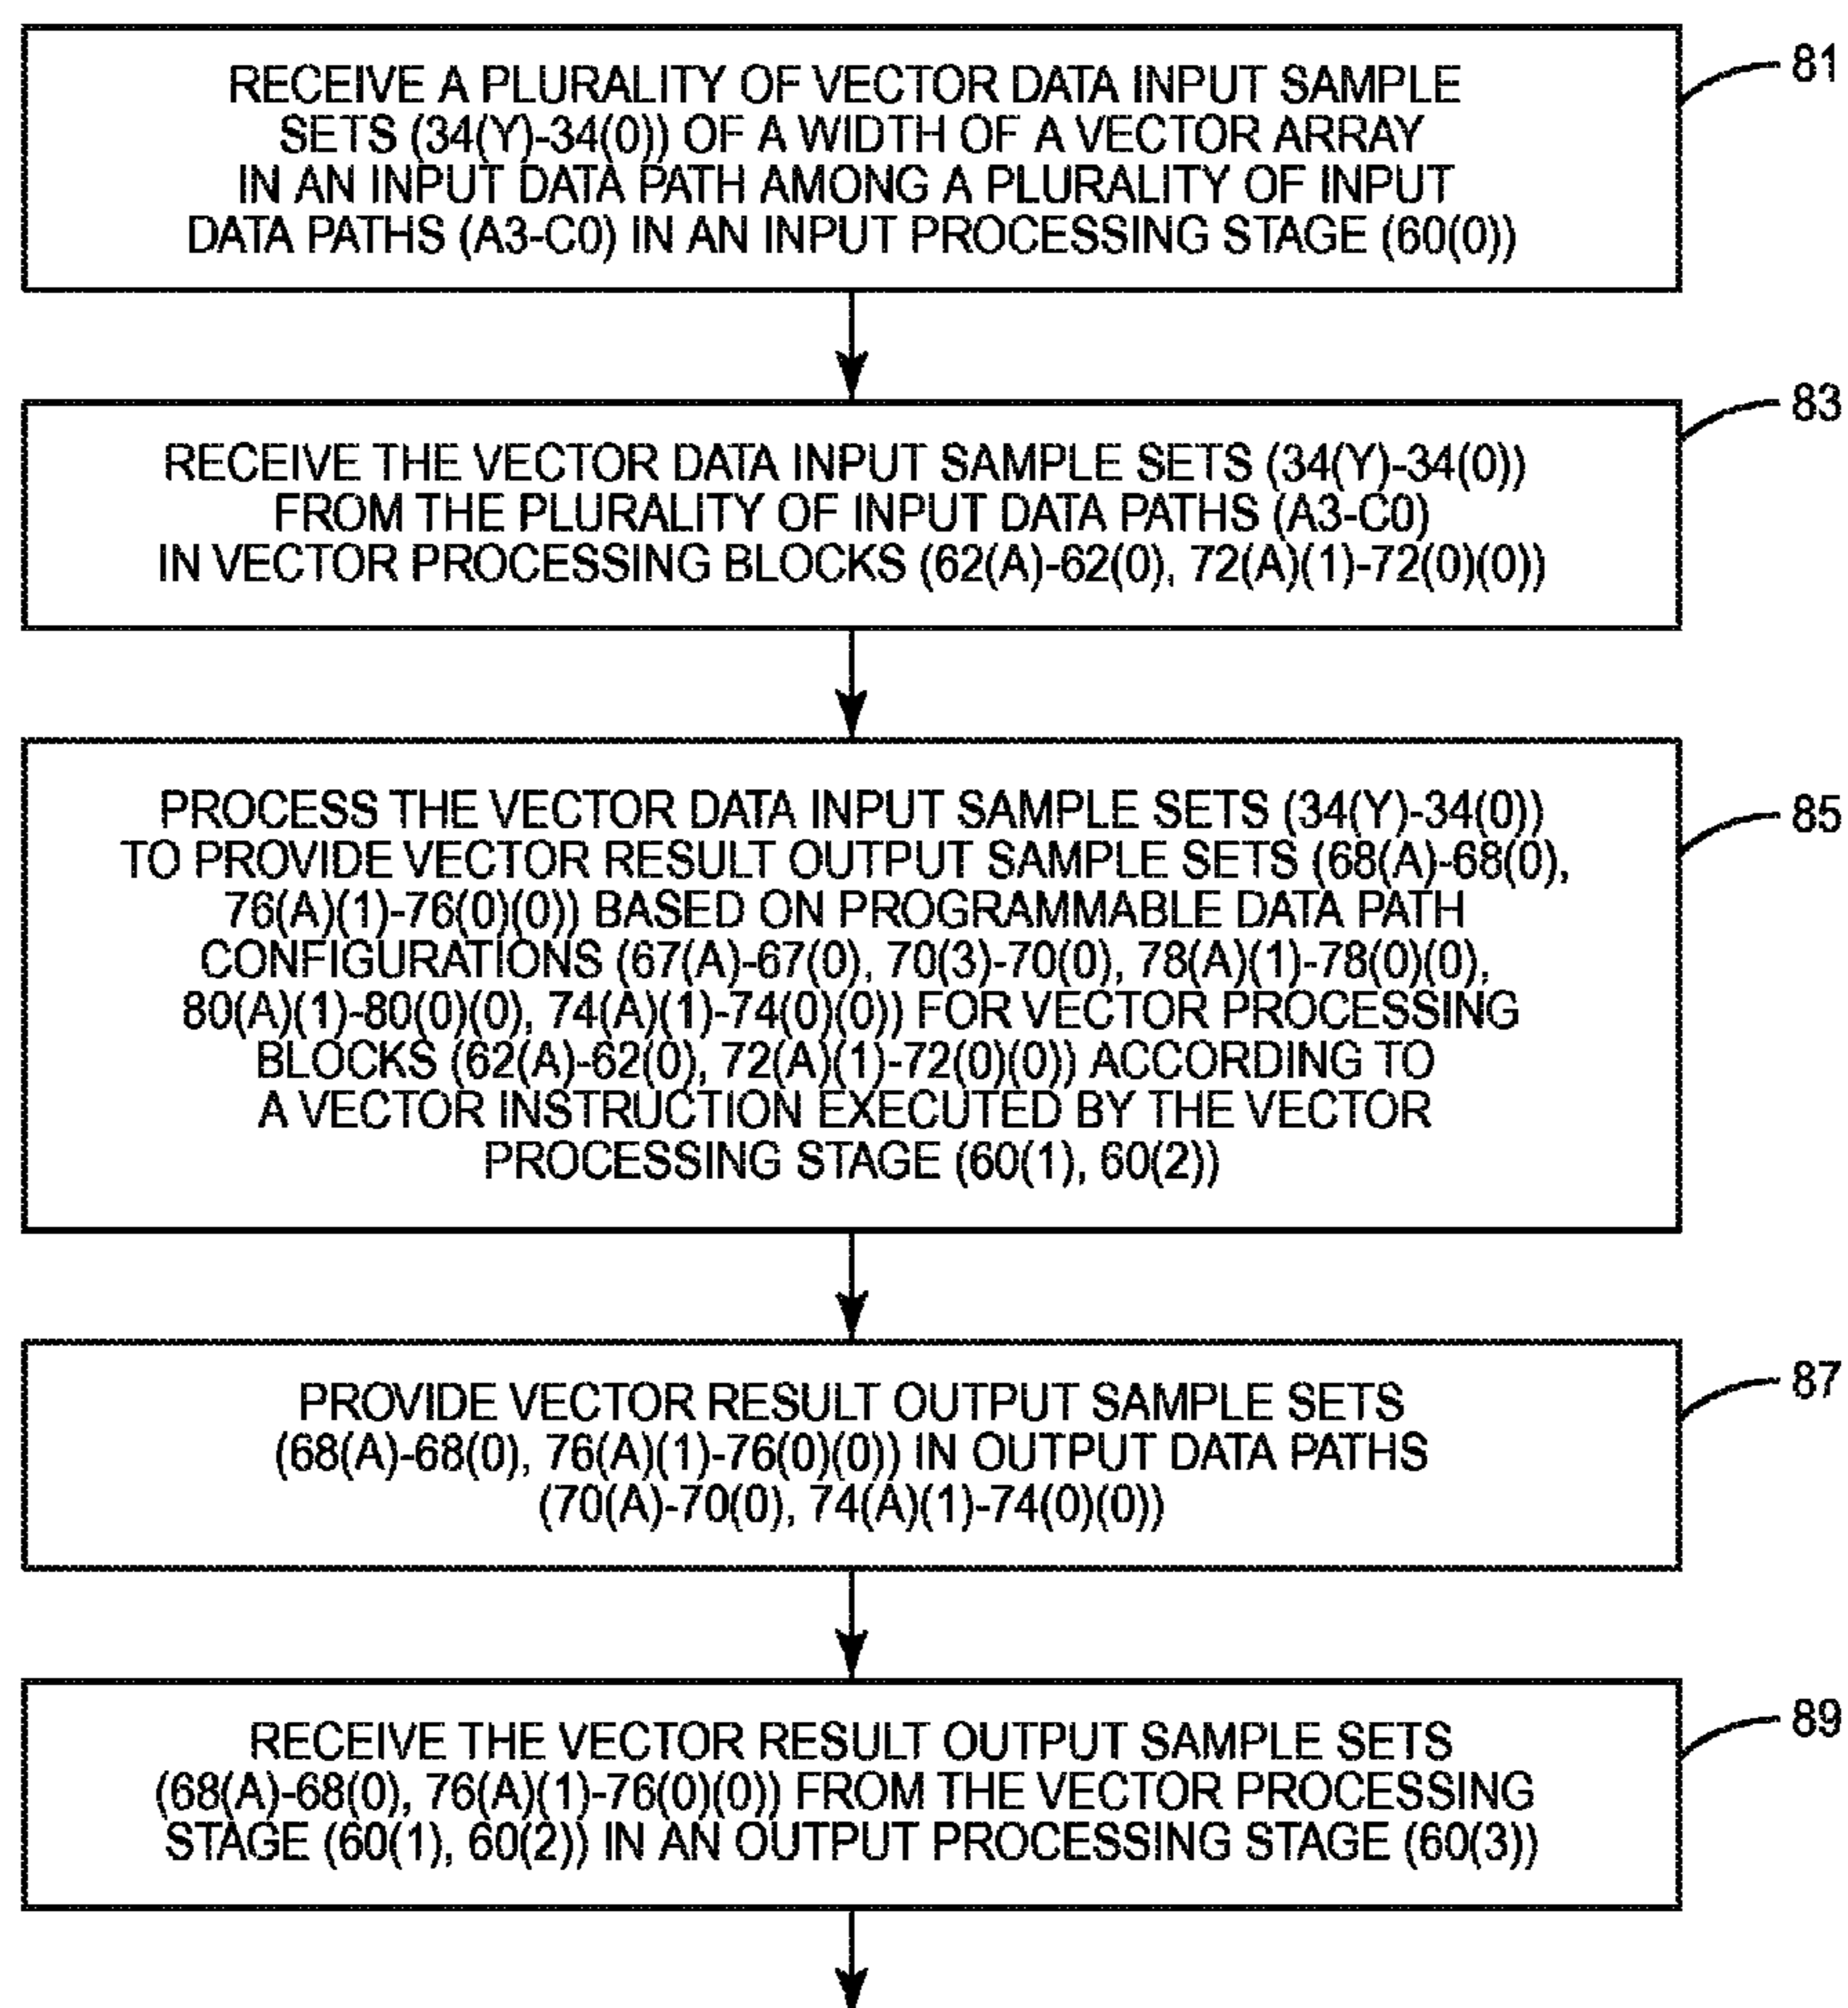 RECEIVE A PLURALITY OF VECTOR DATA INPUT SAMPLE
SETS (34(Y)-34(0)) OF A WIDTH OF A VECTOR ARRAY
IN AN INPUT DATA PATH AMONG A PLURALITY OF INPUT
DATA PATHS (A3-C0) IN AN INPUT PROCESSING STAGE (60(0))
81
RECEIVE THE VECTOR DATA INPUT SAMPLE SETS (34(Y)-34(0))
FROM THE PLURALITY OF INPUT DATA PATHS (A3-C0)
IN VECTOR PROCESSING BLOCKS (62(A)-62(0), 72(A)(1)-72(0)(0))
83
PROCESS THE VECTOR DATA INPUT SAMPLE SETS (34(Y)-34(0))
TO PROVIDE VECTOR RESULT OUTPUT SAMPLE SETS (68(A)-68(0),
76(A)(1)-76(0)(0)) BASED ON PROGRAMMABLE DATA PATH
CONFIGURATIONS (67(A)-67(0), 70(3)-70(0), 78(A)(1)-78(0)(0),
80(A)(1)-80(0)(0), 74(A)(1)-74(0)(0)) FOR VECTOR PROCESSING
BLOCKS (62(A)-62(0), 72(A)(1)-72(0)(0)) ACCORDING TO
A VECTOR INSTRUCTION EXECUTED BY THE VECTOR
PROCESSING STAGE (60(1), 60(2))
85
PROVIDE VECTOR RESULT OUTPUT SAMPLE SETS
(68(A)-68(0), 76(A)(1)-76(0)(0)) IN OUTPUT DATA PATHS
(70(A)-70(0), 74(A)(1)-74(0)(0))
87
RECEIVE THE VECTOR RESULT OUTPUT SAMPLE SETS
(68(A)-68(0), 76(A)(1)-76(0)(0)) FROM THE VECTOR PROCESSING
STAGE (60(1), 60(2)) IN AN OUTPUT PROCESSING STAGE (60(3))
89